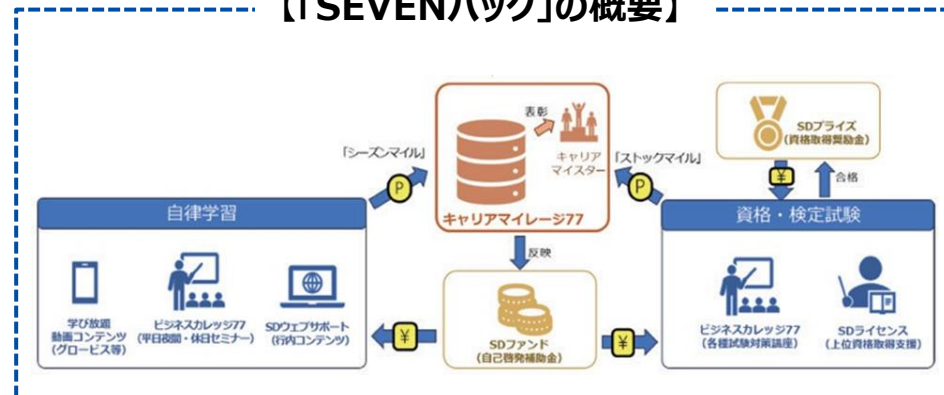 【「SEVENハック」の概要】
表彰
キャリア
マイスター
キャリアマイレージ77
「シーズンマイル」
P
「ストックマイル」
P
SDプライズ
(資格取得奨励金)
¥
合格
自律学習
学び放題
動画コンテンツ
(グロービス等)
ビジネスカレッジ77
(平日夜間・休日セミナー)
SDウェブサポート
(行内コンテンツ)
反映
¥
SDファンド
(自己啓発補助金)
¥
資格・検定試験
ビジネスカレッジ77
(各種試験対策講座)
SDライセンス
(上位資格取得支援)